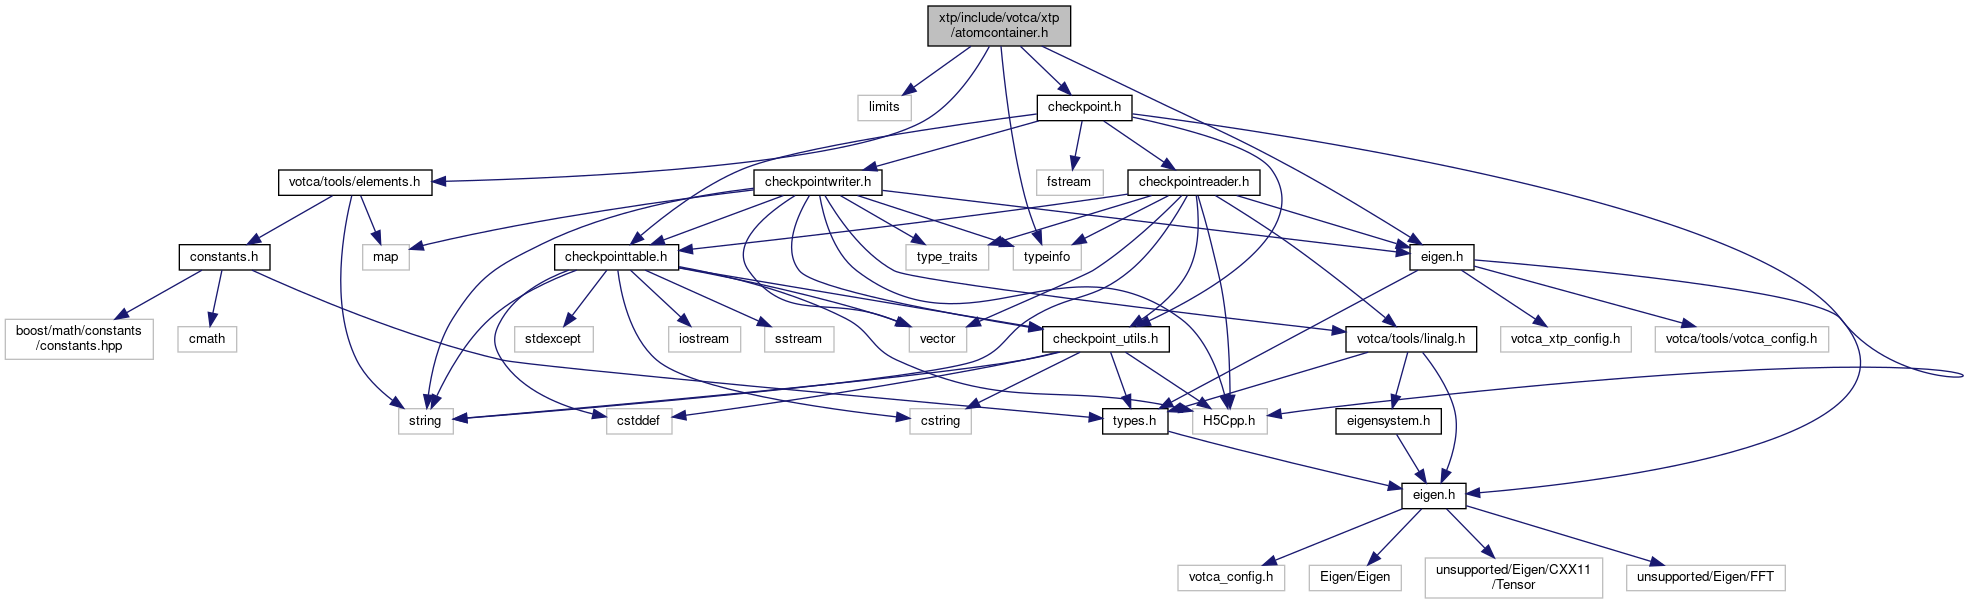 xtp/include/votca/xtp
/atomcontainer.h
limits
checkpoint.h
votca/tools/elements.h
checkpointwriter.h
fstream
checkpointreader.h
constants.h
map
checkpointtable.h
type_traits
typeinfo
eigen.h
boost/math/constants
/constants.hpp
cmath
stdexcept
iostream
sstream
vector
checkpoint_utils.h
votca/tools/linalg.h
votca_xtp_config.h
votca/tools/votca_config.h
string
cstddef
cstring
types.h
H5Cpp.h
eigensystem.h
eigen.h
votca_config.h
Eigen/Eigen
unsupported/Eigen/CXX11
/Tensor
unsupported/Eigen/FFT